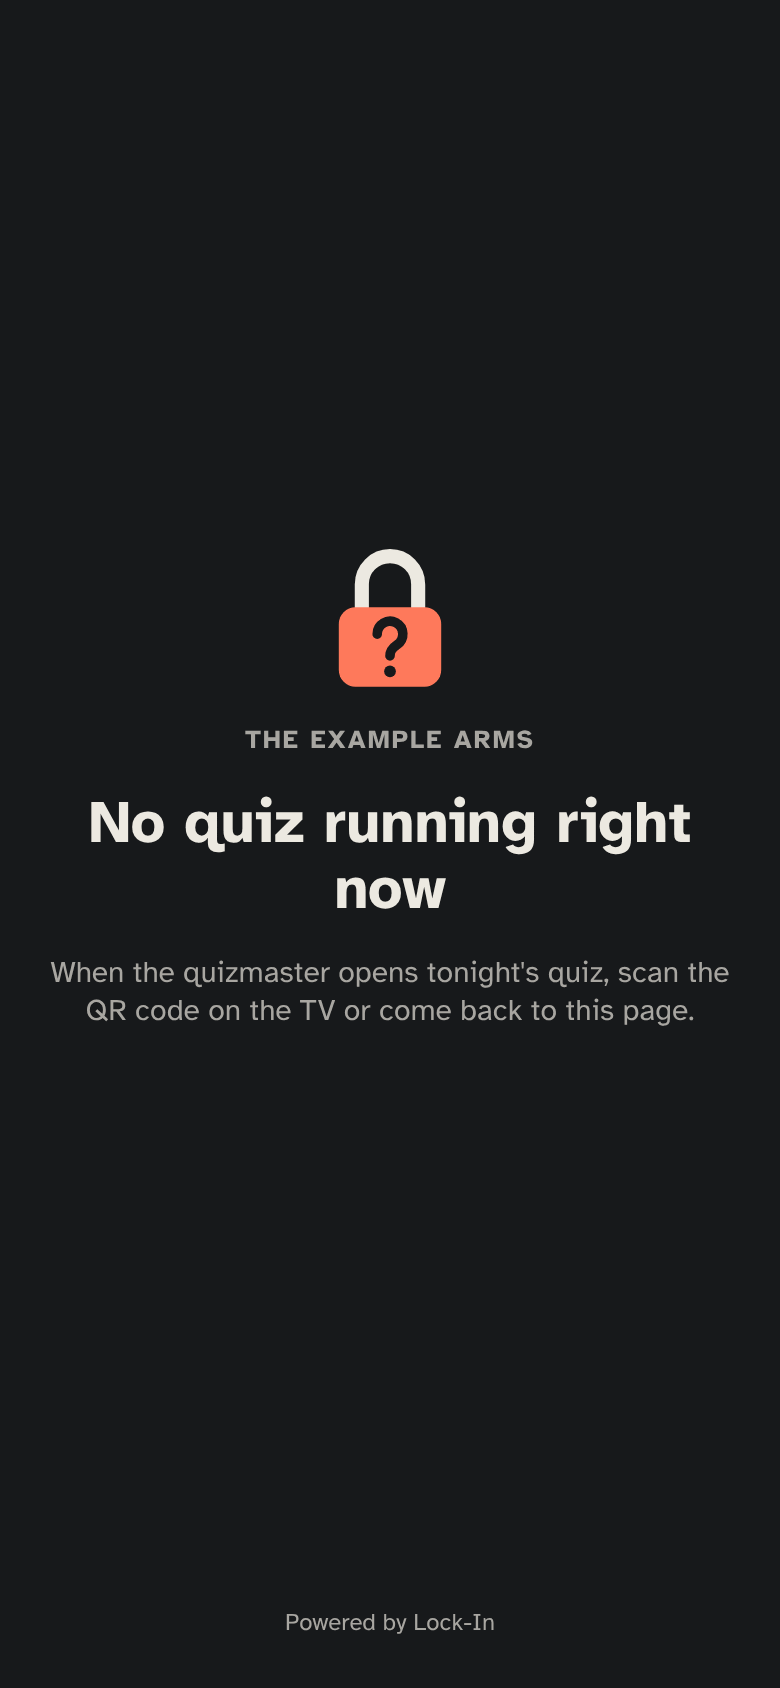 ?
THE EXAMPLE ARMS
No quiz running right
now
When the quizmaster opens tonight's quiz, scan the
QR code on the TV or come back to this page.
Powered by Lock-In